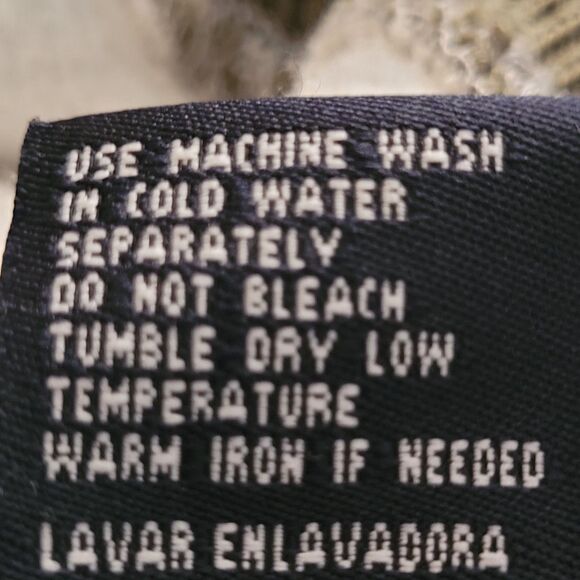 USE MACHINE WASH
IN COLD WATER
SEPARATELY
DO NOT BLEACH
TUMBLE DRY LOW
TEMPERATURE
WARM IRON IF NEEDED
LAVAR ENLAVADORA